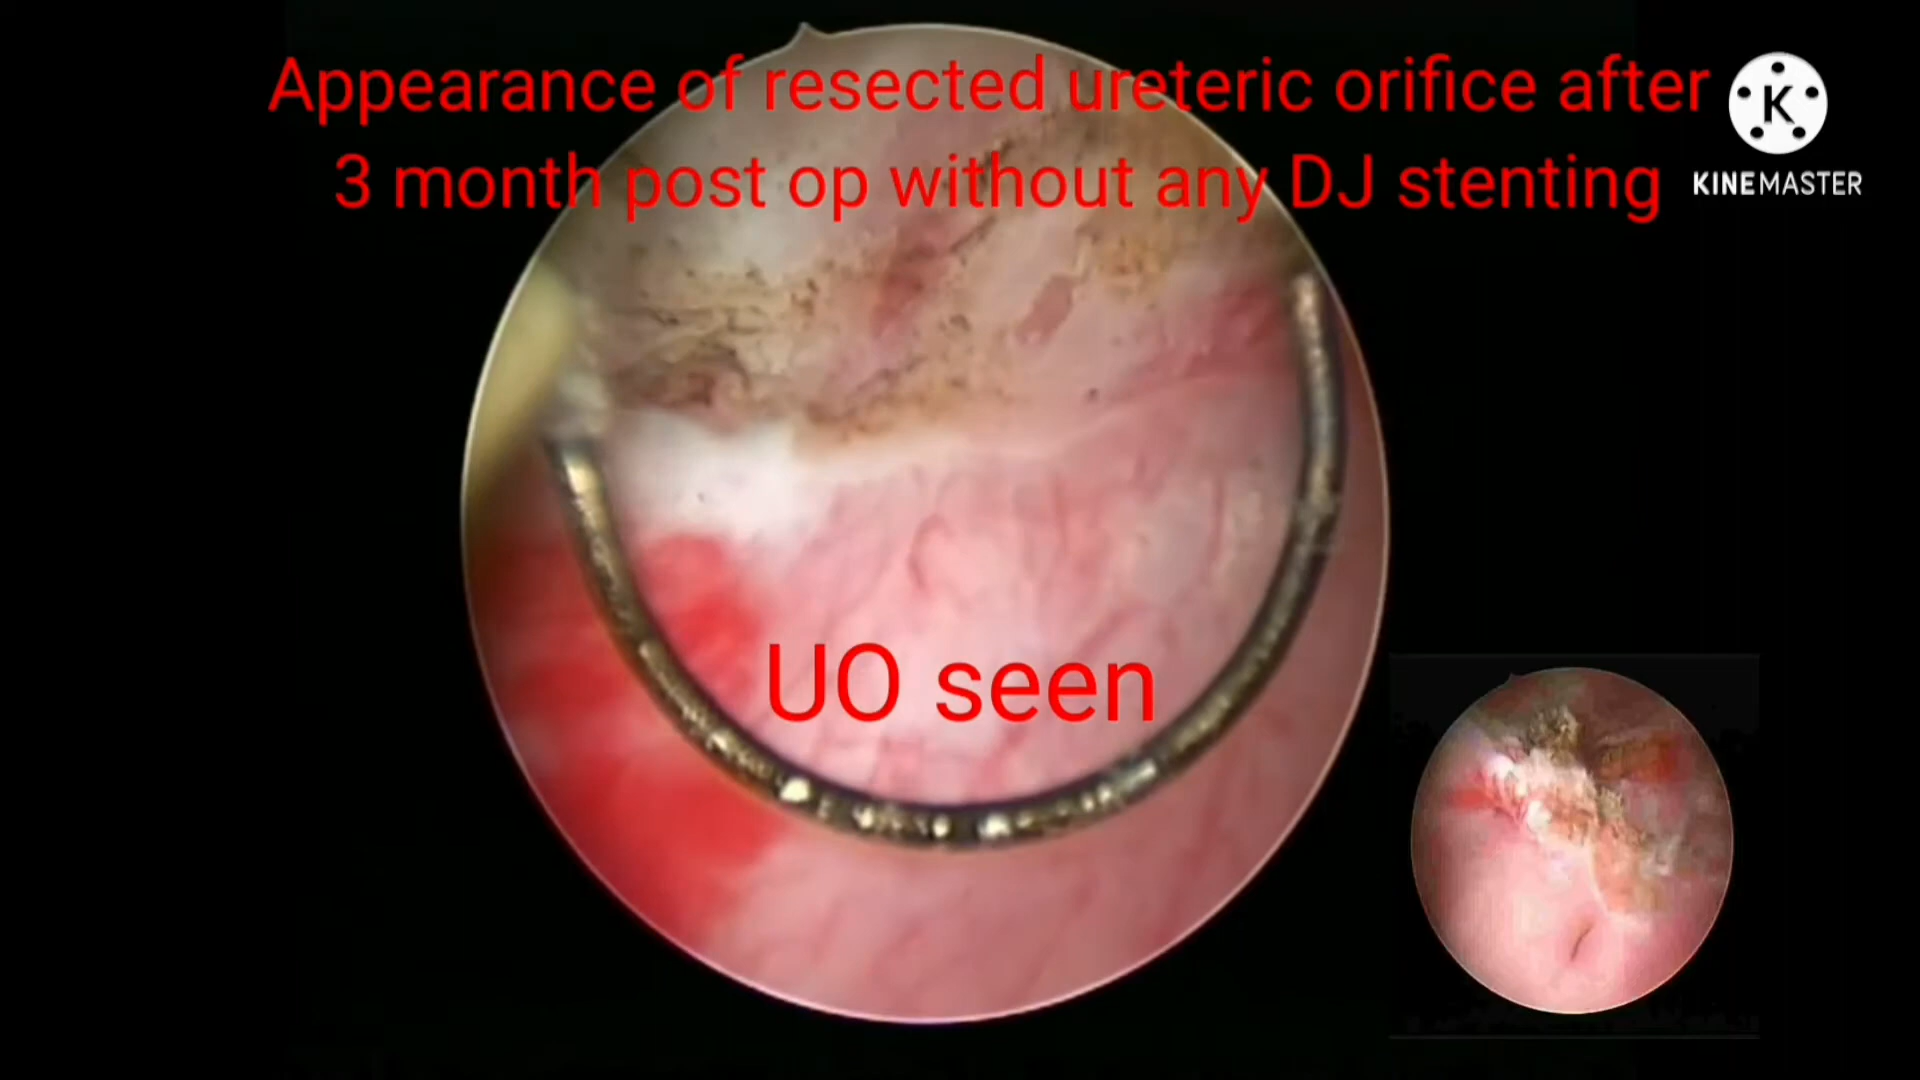 Appearance of resected ureteric orifice after
3 month post op without any DJ stenting
K
KINEMASTER
UO seen